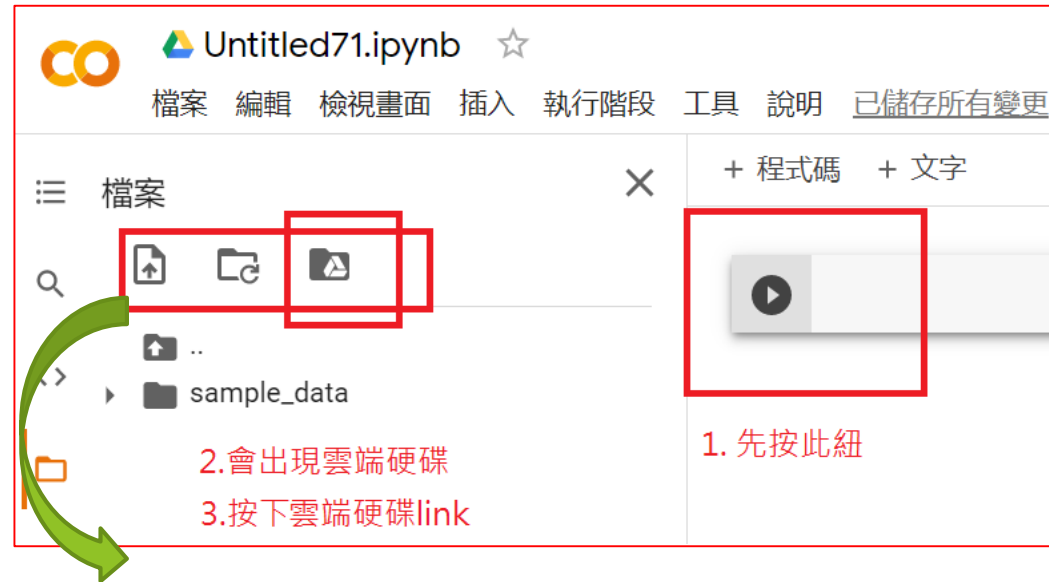 Untitled71.ipynb
檔案 編輯 檢視畫面 插入 執行階段 工具 說明 已儲存所有變更
檔案
+ 程式碼 + 文字
..
sample_data
1. 先按此紐
2.會出現雲端硬碟
3.按下雲端硬碟link